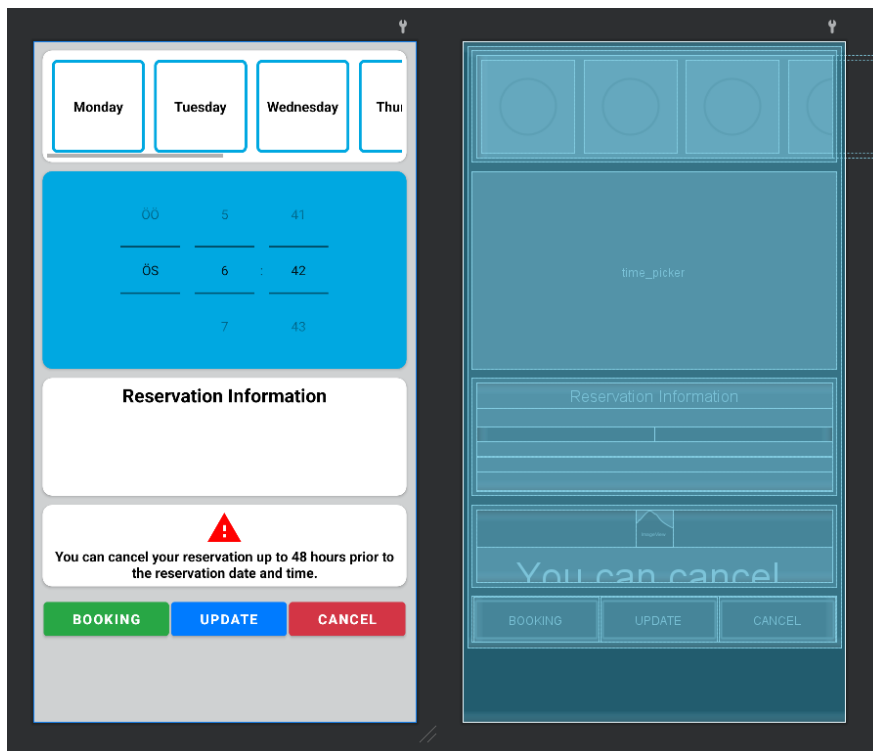 Monday
Tuesday
Wednesday
Thur
ÖÖ 5 41
ÖS 6 : 42
7 43
Reservation Information
You can cancel your reservation up to 48 hours prior to
the reservation date and time.
BOOKING
UPDATE
CANCEL
time_picker
Reservation Information
ImageView
You can cancel
BOOKING
UPDATE
CANCEL